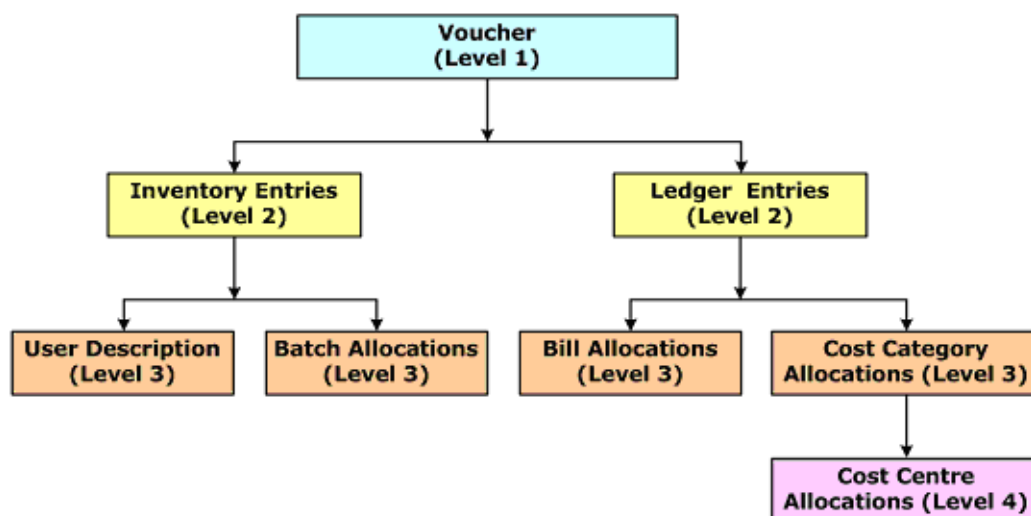 Voucher
(Level 1)
Inventory Entries
(Level 2)
Ledger Entries
(Level 2)
User Description
(Level 3)
Batch Allocations
(Level 3)
Bill Allocations
(Level 3)
Cost Category
Allocations (Level 3)
Cost Centre
Allocations (Level 4)